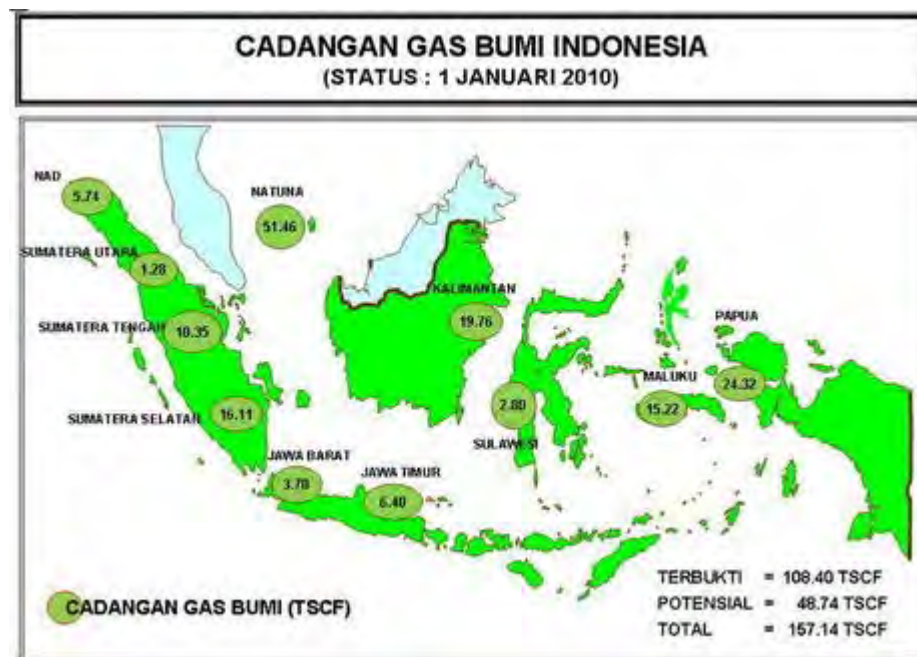 CADANGAN GAS BUMI INDONESIA
(STATUS : 1 JANUARI 2010)
NAD
5.74
NATUNA
51.46
SUMATERA UTARA
1.28
KALIMANTAN
19.76
SUMATERA TENGAH
10.35
PAPUA
24.32
MALUKU
15.22
SUMATERA SELATAN
16.11
2.80
SULAWESI
JAWA BARAT
3.70
JAWA TIMUR
6.40
CADANGAN GAS BUMI (TSCF)
TERBUKTI = 108.40 TSCF
POTENSIAL = 48.74 TSCF
TOTAL = 157.14 TSCF